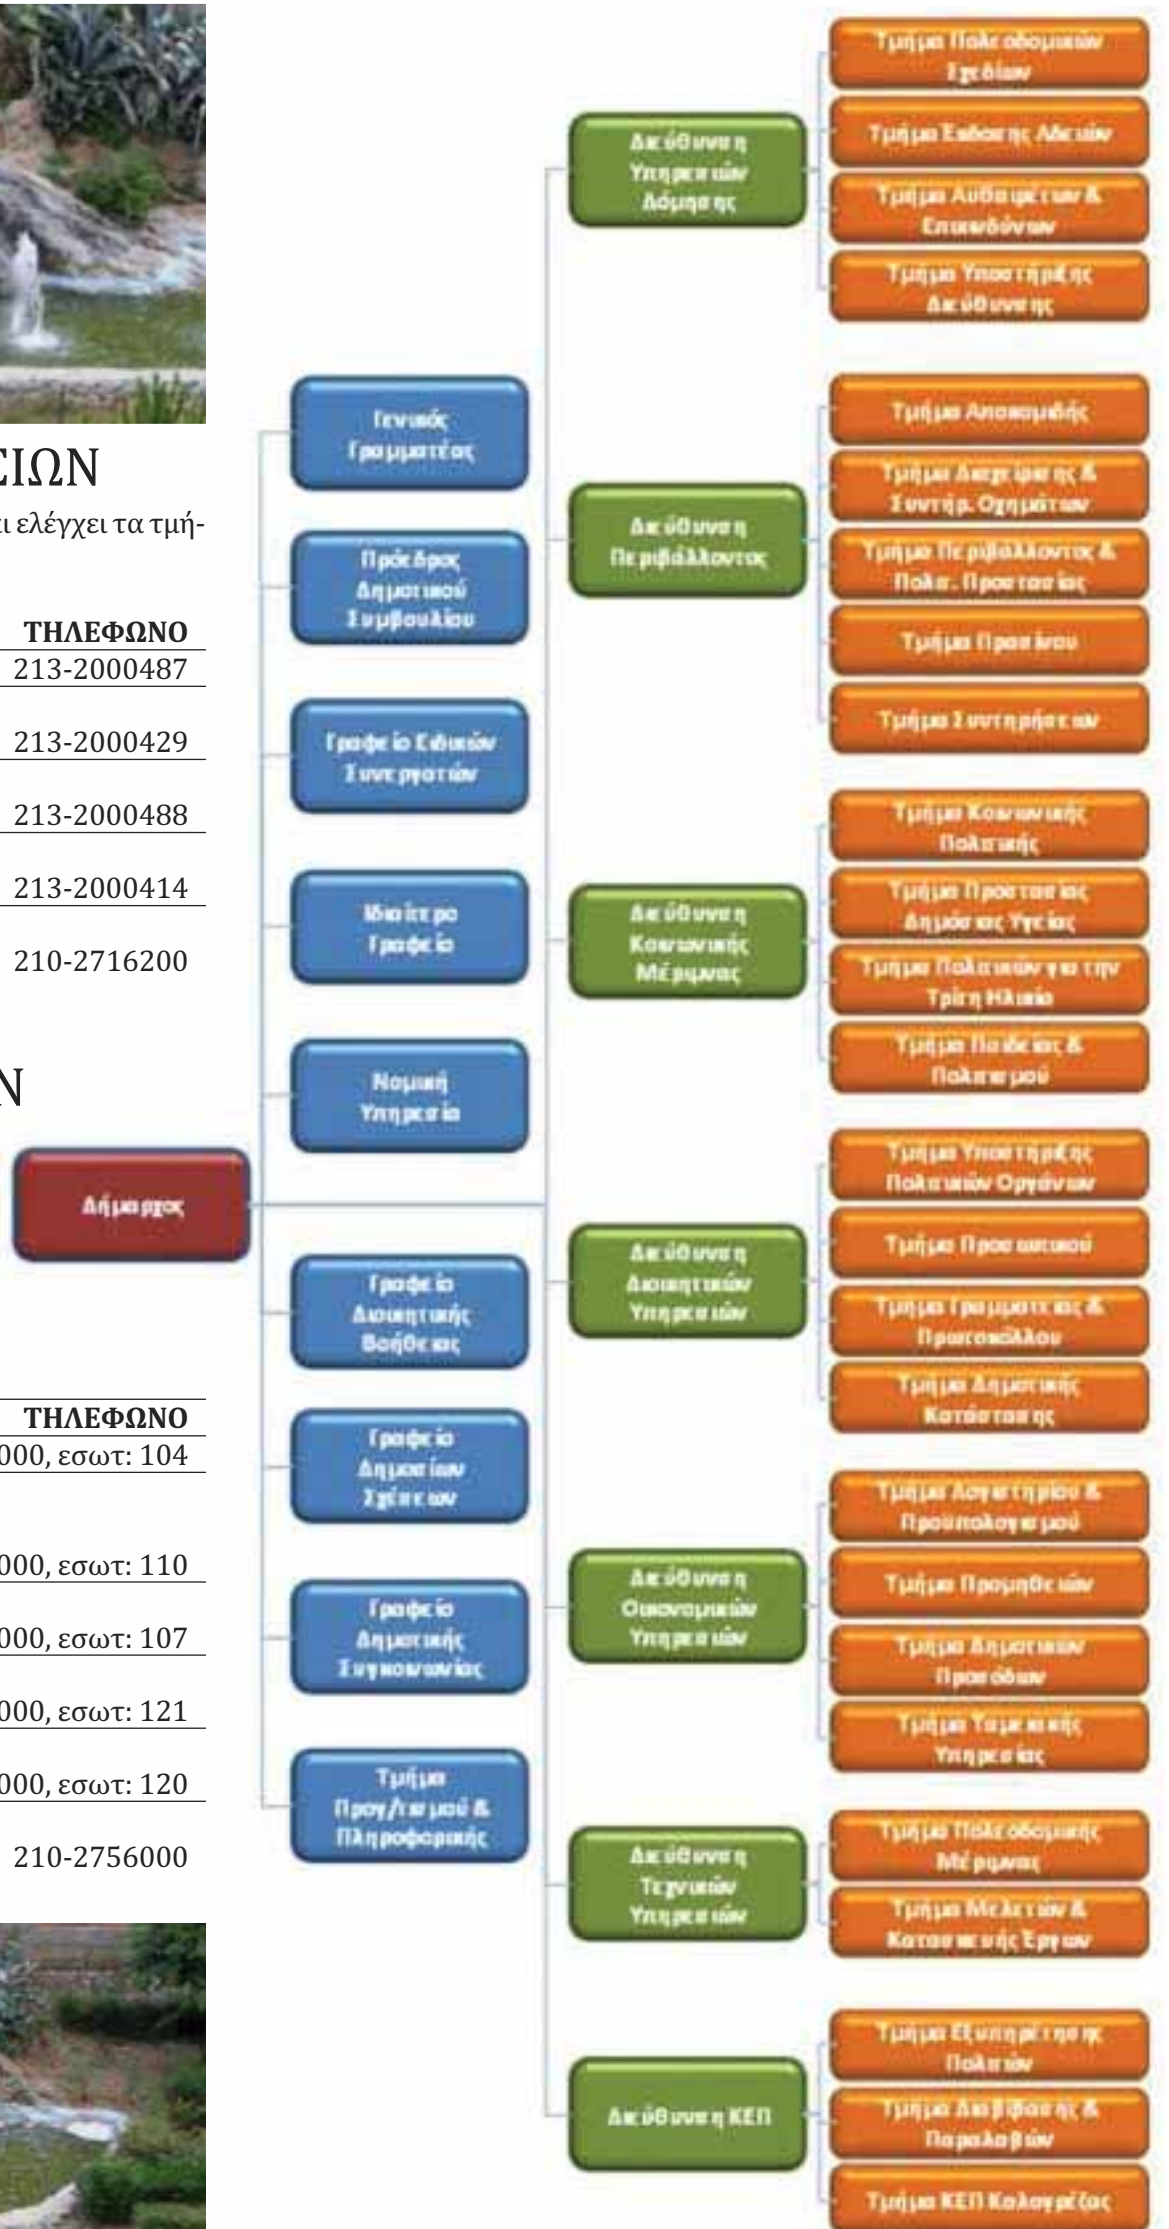 ΕΙΩΝ
ι ελέγχει τα τμή-
ΤΗΛΕΦΩΝΟ
213-2000487
213-2000429
213-2000488
213-2000414
210-2716200
Ν
ΤΗΛΕΦΩΝΟ
000, εσωτ: 104
000, εσωτ: 110
000, εσωτ: 107
000, εσωτ: 121
000, εσωτ: 120
210-2756000
Δήμαρχος
Γενικός
Γραμματέας
Πρόεδρος
Δημοτικού
Συμβουλίου
Γραφείο Ειδικών
Συνεργατών
Ιδιαίτερο
Γραφείο
Νομική
Υπηρεσία
Γραφείο
Διοικητικής
Βοήθειας
Γραφείο
Δημοσίων
Σχέσεων
Γραφείο
Δημοτικής
Συγκοινωνίας
Τμήμα
Προγ/τισμού &
Πληροφορικής
Διεύθυνση
Υπηρεσιών
Δόμησης
Τμήμα Πολεοδομικών
Σχεδίων
Τμήμα Έκδοσης Αδειών
Τμήμα Αυθαιρέτων &
Επικινδύνων
Τμήμα Υποστήριξης
Διεύθυνσης
Διεύθυνση
Περιβάλλοντος
Τμήμα Αποκομιδής
Τμήμα Διαχείρισης &
Συντήρ. Οχημάτων
Τμήμα Περιβάλλοντος &
Πολιτ. Προστασίας
Τμήμα Πρασίνου
Τμήμα Συντηρήσεων
Διεύθυνση
Κοινωνικής
Μέριμνας
Τμήμα Κοινωνικής
Πολιτικής
Τμήμα Προστασίας
Δημόσιας Υγείας
Τμήμα Πολιτικών για την
Τρίτη Ηλικία
Τμήμα Παιδείας &
Πολιτισμού
Διεύθυνση
Διοικητικών
Υπηρεσιών
Τμήμα Υποστήριξης
Πολιτικών Οργάνων
Τμήμα Προσωπικού
Τμήμα Γραμματείας &
Πρωτοκόλλου
Τμήμα Δημοτικής
Κατάστασης
Διεύθυνση
Οικονομικών
Υπηρεσιών
Τμήμα Λογιστηρίου &
Προϋπολογισμού
Τμήμα Προμηθειών
Τμήμα Δημοτικών
Προσόδων
Τμήμα Ταμειακής
Υπηρεσίας
Διεύθυνση
Τεχνικών
Υπηρεσιών
Τμήμα Πολεοδομικής
Μέριμνας
Τμήμα Μελετών &
Κατασκευής Έργων
Διεύθυνση ΚΕΠ
Τμήμα Εξυπηρέτησης
Πολιτών
Τμήμα Διαβίβασης &
Παραλαβών
Τμήμα ΚΕΠ Καλογρέζας